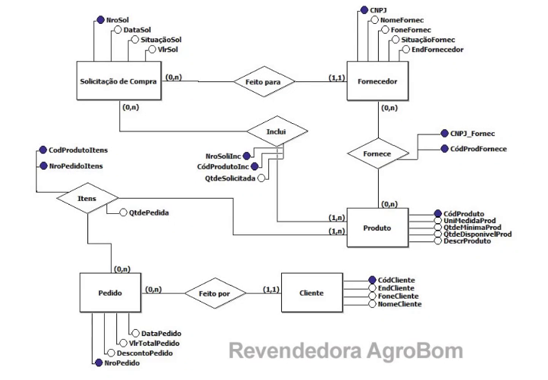 NroSol
DataSol
SituaçãoSol
VlrSol
CNPJ
NomeFornec
FoneFornec
SituaçãoFornec
EndFornecedor
Solicitação de Compra
(0,n)
Feito para
(1,1)
Fornecedor
(0,n)
(0,n)
Inclui
CNPJ_Fornec
CódProdFornece
Fornece
CodProdutoItens
NroPedidoItens
NroSoliInc
CódProdutoInc
QtdeSolicitada
Itens
QtdePedida
(0,n)
(1,n)
(1,n)
Produto
CódProduto
UniMedidaProd
QtdeMínimaProd
QtdeDisponivelProd
DescrProduto
(0,n)
Pedido
(0,n)
Feito por
(1,1)
Cliente
CódCliente
EndCliente
FoneCliente
NomeCliente
DataPedido
VlrTotalPedido
DescontoPedido
NroPedido
Revendedora AgroBom